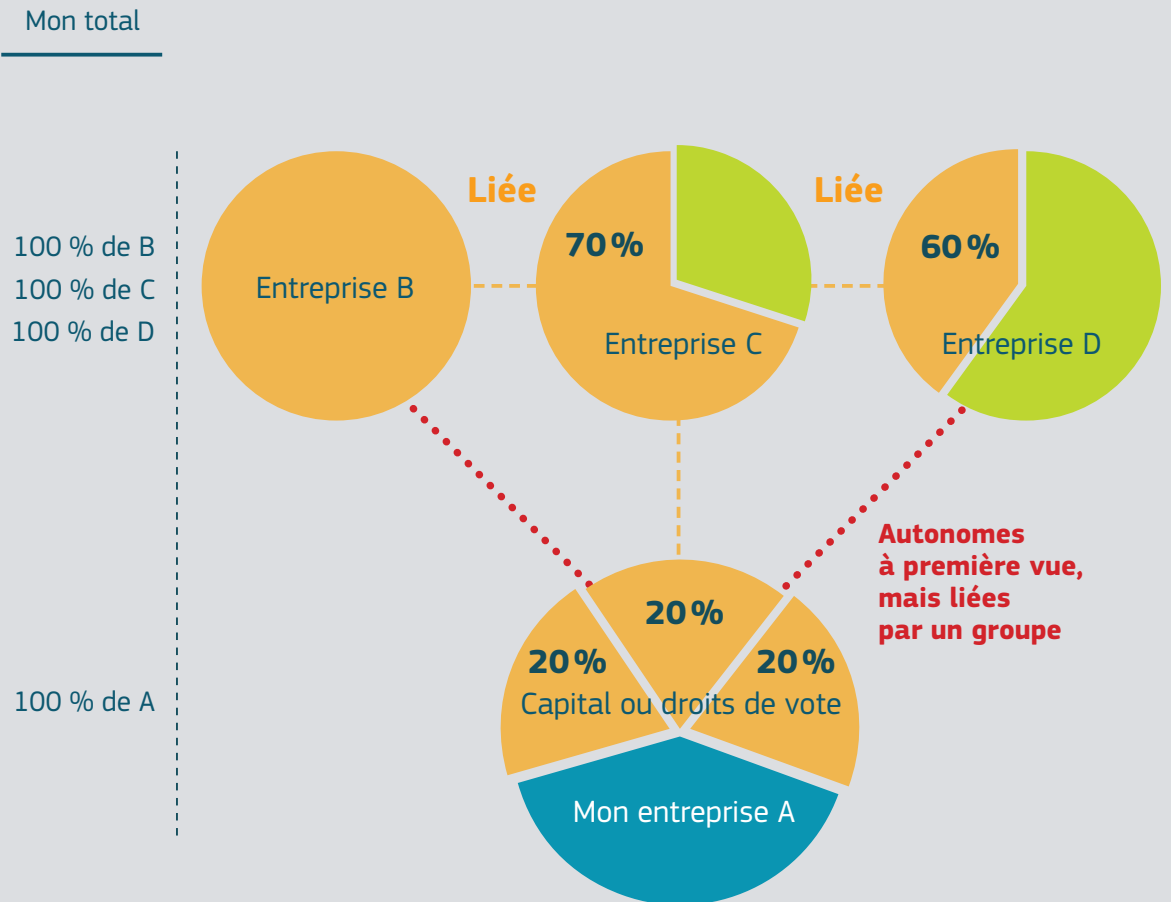 Mon total
Liée
Liée
70 %
60 %
100 % de B
100 % de C
100 % de D
Entreprise B
Entreprise C
Entreprise D
Autonomes
à première vue,
mais liées
par un groupe
20 %
20 %
20 %
100 % de A
Capital ou droits de vote
Mon entreprise A